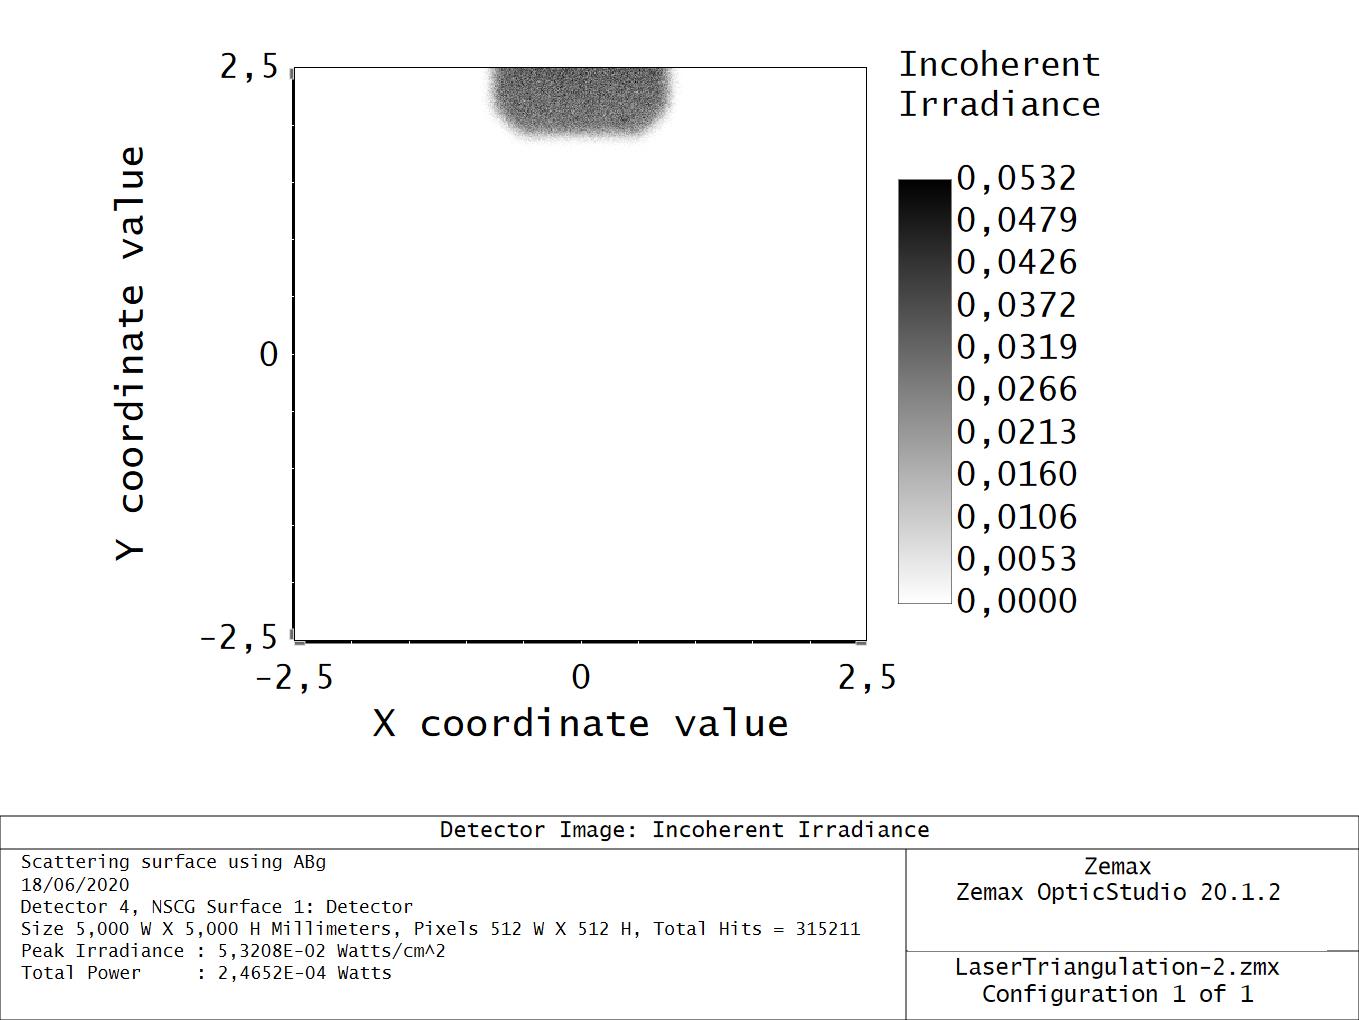 Incoherent
Irradiance
2,5
0
-2,5
Y coordinate value
-2,5
0
2,5
X coordinate value
0,0532
0,0479
0,0426
0,0372
0,0319
0,0266
0,0213
0,0160
0,0106
0,0053
0,0000
Detector Image: Incoherent Irradiance
Scattering surface using ABg
18/06/2020
Detector 4, NSCG Surface 1: Detector
Size 5,000 W X 5,000 H Millimeters, Pixels 512 W X 512 H, Total Hits = 315211
Peak Irradiance : 5,3208E-02 Watts/cm^2
Total Power     : 2,4652E-04 Watts
Zemax
Zemax OpticStudio 20.1.2
LaserTriangulation-2.zmx
Configuration 1 of 1